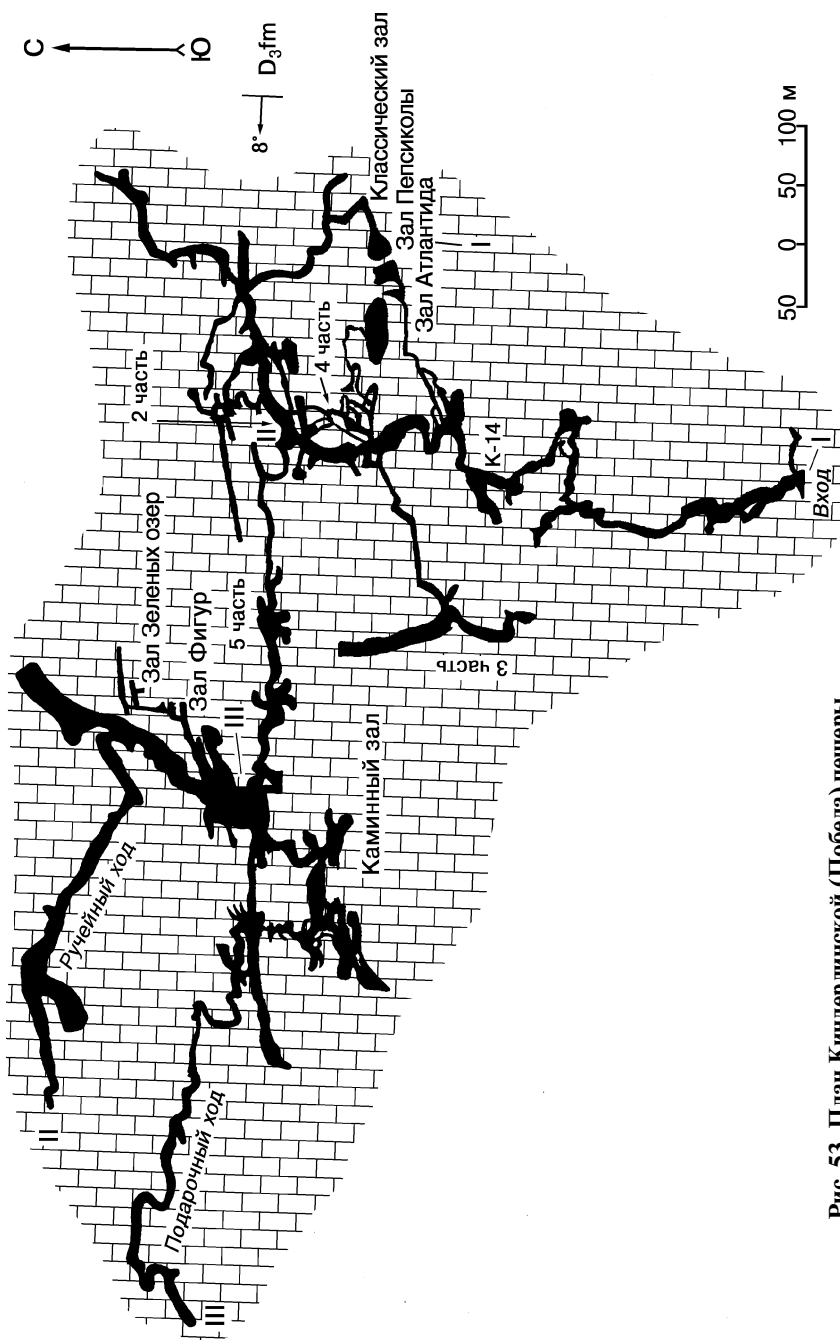 С
Ю
D₃fm
8°
Классический зал
Зал Пепсиколы
Зал Атлантида
I
100 м
50
0
50
2 часть
4 часть
II
К-14
Вход
I
Зал Зеленых озер
Зал Фигур
5 часть
III
3 часть
Каминный зал
Ручейный ход
II
Подарочный ход
III
Рис. 53. План Киндерлинской (Победа) пещеры